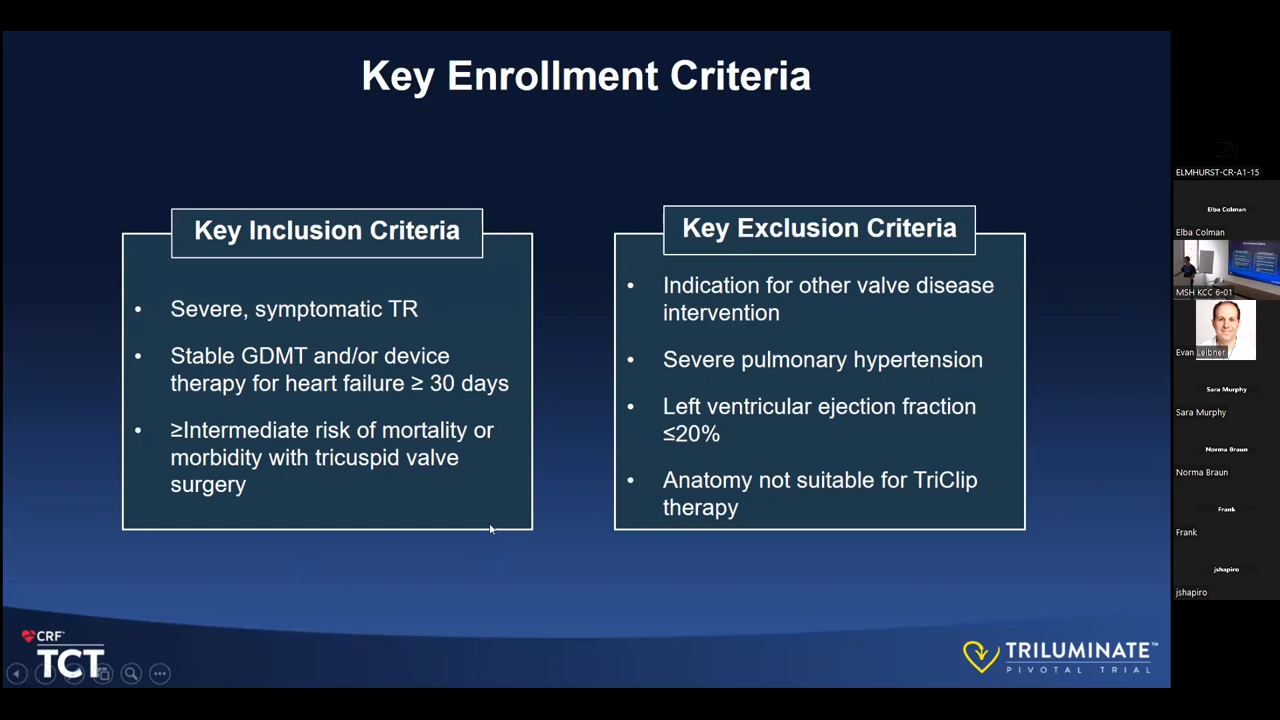 Key Enrollment Criteria
Key Inclusion Criteria
• Severe, symptomatic TR
• Stable GDMT and/or device
therapy for heart failure ≥ 30 days
• ≥Intermediate risk of mortality or
morbidity with tricuspid valve
surgery
Key Exclusion Criteria
• Indication for other valve disease
intervention
• Severe pulmonary hypertension
• Left ventricular ejection fraction
≤20%
• Anatomy not suitable for TriClip
therapy
CRF
TCT
TRILUMINATE™
PIVOTAL TRIAL
ELMHURST-CR-A1-15
Elba Colman
Elba Colman
MSH KCC 6-01
Evan Leibner
Sara Murphy
Sara Murphy
Norma Braun
Norma Braun
Frank
Frank
jshapiro
jshapiro